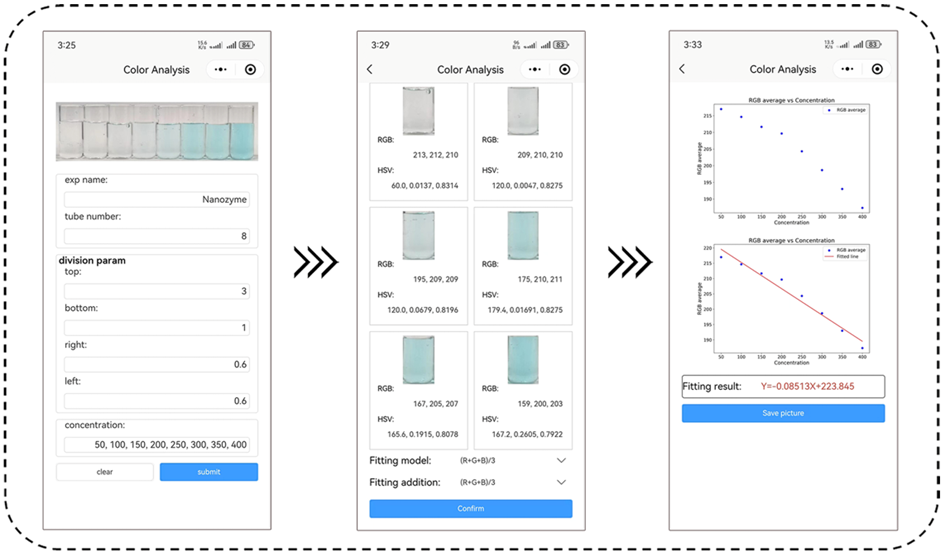 3:25
15.6
K/s
84
Color Analysis
exp name:
Nanozyme
tube number:
8
division param
top:
3
bottom:
1
right:
0.6
left:
0.6
concentration:
50, 100, 150, 200, 250, 300, 350, 400
clear
submit
3:29
96
B/s
83
Color Analysis
RGB:
213, 212, 210
HSV:
60.0, 0.0137, 0.8314
RGB:
209, 210, 210
HSV:
120.0, 0.0047, 0.8275
RGB:
195, 209, 209
HSV:
120.0, 0.0679, 0.8196
RGB:
175, 210, 211
HSV:
179.4, 0.01691, 0.8275
RGB:
167, 205, 207
HSV:
165.6, 0.1915, 0.8078
RGB:
159, 200, 203
HSV:
167.2, 0.2605, 0.7922
Fitting model:
(R+G+B)/3
Fitting addition:
(R+G+B)/3
Confirm
3:33
13.5
K/s
83
Color Analysis
RGB average vs Concentration
RGB average
RGB average
215
210
205
200
195
190
50 100 150 200 250 300 350 400
Concentration
RGB average vs Concentration
RGB average
Fitted line
RGB average
220
215
210
205
200
195
190
50 100 150 200 250 300 350 400
Concentration
Fitting result:
Y=-0.08513X+223.845
Save picture